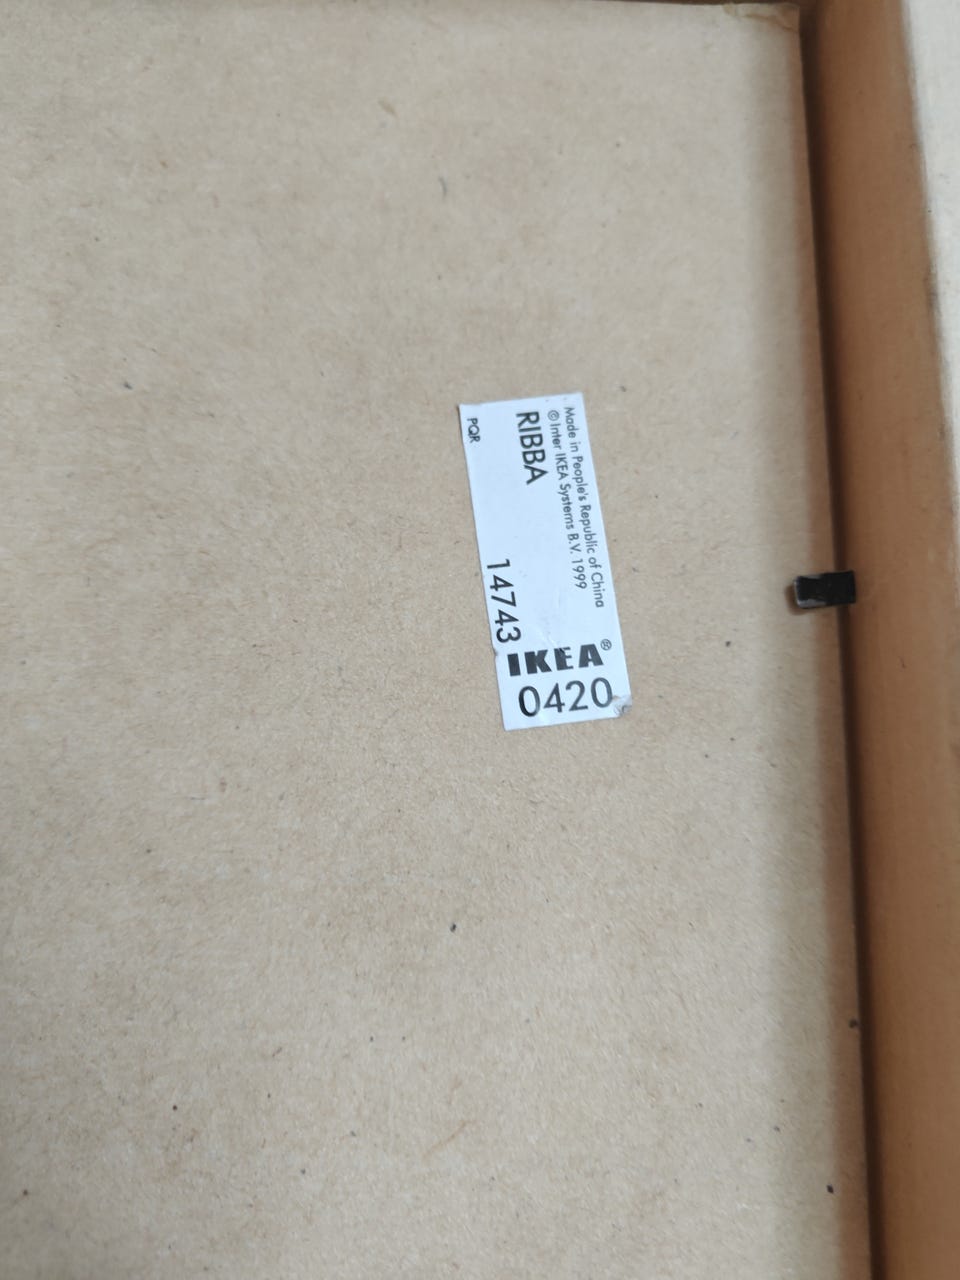 Made in People's Republic of China
© Inter IKEA Systems B.V. 1999
RIBBA
14743
PQR
IKEA®
0420